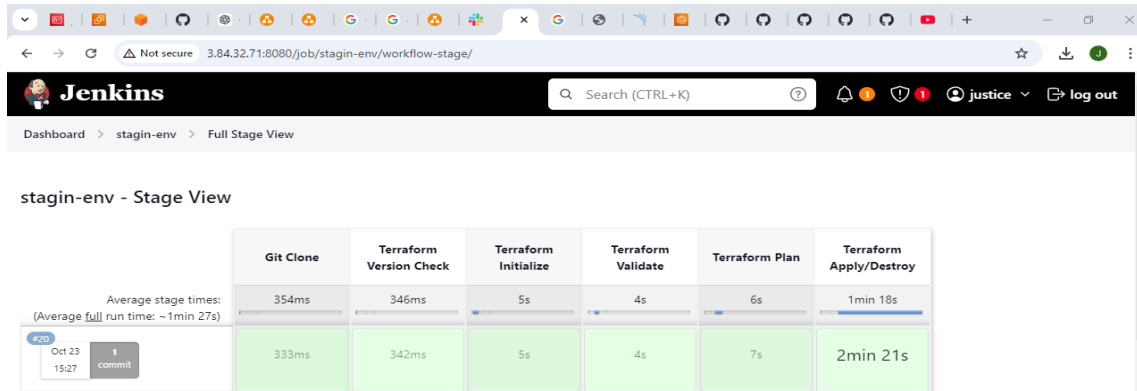 Not secure 3.84.32.71:8080/job/stagin-env/workflow-stage/
J
Jenkins Search (CTRL+K) ? 1 1 justice log out
Dashboard > stagin-env > Full Stage View
stagin-env - Stage View
Git Clone
Terraform
Version Check
Terraform
Initialize
Terraform
Validate
Terraform Plan
Terraform
Apply/Destroy
Average stage times:
(Average full run time: ~1min 27s)
354ms 346ms 5s 4s 6s 1min 18s
#20
Oct 23
15:27
1
commit
333ms 342ms 5s 4s 7s 2min 21s